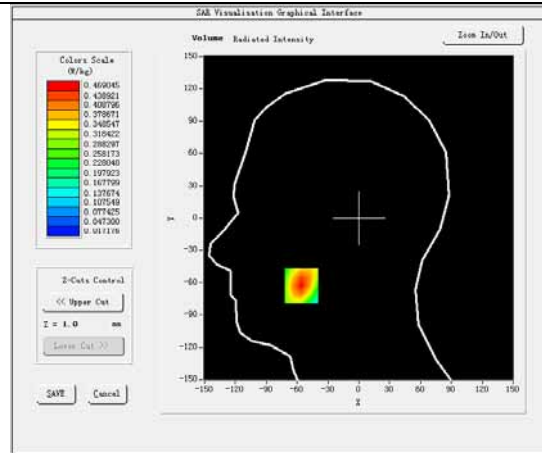 SAR Visualisation Graphical Interface
Volume Radiated Intensity
Zoom In/Out
Colors Scale
(W/kg)
0.469045
0.438921
0.408796
0.378671
0.348547
0.318422
0.288297
0.258173
0.228048
0.197923
0.167799
0.137674
0.107549
0.077425
0.047300
0.017176
Z-Cuts Control
<< Upper Cut
Z = 1.0 mm
Lower Cut >>
SAVE
Cancel
150
120
90
60
30
0
-30
-60
-90
-120
-150
Y
-150 -120 -90 -60 -30 0 30 60 90 120 150
X